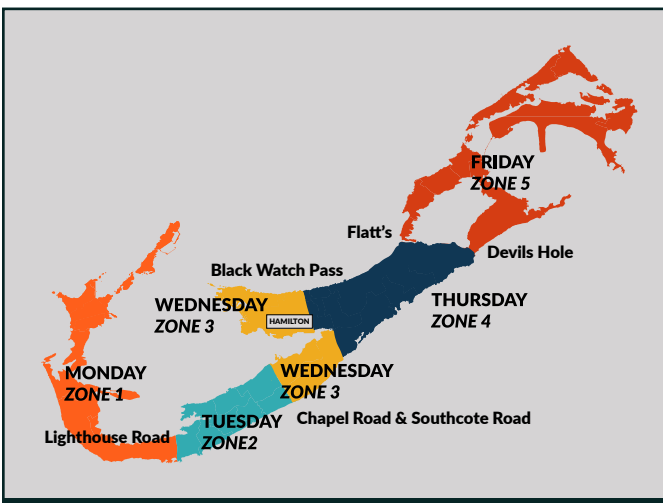 FRIDAY
ZONE 5
Flatt's
Devils Hole
Black Watch Pass
WEDNESDAY
ZONE 3
HAMILTON
THURSDAY
ZONE 4
MONDAY
ZONE 1
WEDNESDAY
ZONE 3
TUESDAY
ZONE2
Chapel Road & Southcote Road
Lighthouse Road